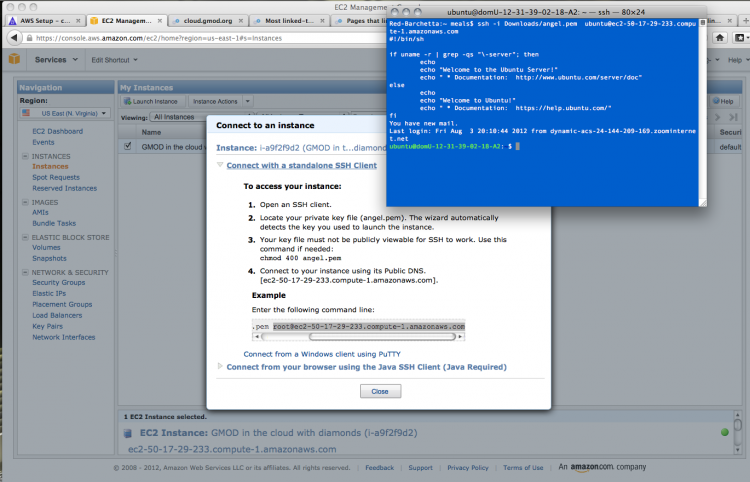 EC2 Management C
AWS Setup - c...
EC2 Manag...
cloud.gmod.org
Most linked-t...
Pages that lin
https://console.aws.amazon.com/ec2/home?region=us-east-1#s=Instances
Services
Edit Shortcut
Help
Navigation
Region:
US East (N. Virginia)
EC2 Dashboard
Events
INSTANCES
Instances
Spot Requests
Reserved Instances
IMAGES
AMIs
Bundle Tasks
ELASTIC BLOCK STORE
Volumes
Snapshots
NETWORK & SECURITY
Security Groups
Elastic IPs
Placement Groups
Load Balancers
Key Pairs
Network Interfaces
My Instances
Launch Instance
Instance Actions
Help
Viewing:
All Instances
Name
Securi
GMOD in the cloud w
default
Connect to an instance
Instance: i-a9f2f9d2 (GMOD in t...diamonds
Connect with a standalone SSH Client
To access your instance:
1. Open an SSH client.
2. Locate your private key file (angel.pem). The wizard automatically
detects the key you used to launch the instance.
3. Your key file must not be publicly viewable for SSH to work. Use this
command if needed:
chmod 400 angel.pem
4. Connect to your instance using its Public DNS.
[ec2-50-17-29-233.compute-1.amazonaws.com].
Example
Enter the following command line:
.pem root@ec2-50-17-29-233.compute-1.amazonaws.com
Connect from a Windows client using PuTTY
Connect from your browser using the Java SSH Client (Java Required)
Close
ubuntu@domU-12-31-39-02-18-A2: ~ — ssh — 80×24
Red-Barchetta:~ meals$ ssh -i Downloads/angel.pem  ubuntu@ec2-50-17-29-233.compu
te-1.amazonaws.com
#!/bin/sh
if uname -r | grep -qs "\-server"; then
echo
echo "Welcome to the Ubuntu Server!"
echo " * Documentation:  http://www.ubuntu.com/server/doc"
else
echo
echo "Welcome to Ubuntu!"
echo " * Documentation:  https://help.ubuntu.com/"
fi
You have new mail.
Last login: Fri Aug  3 20:10:44 2012 from dynamic-acs-24-144-209-169.zoominterne
t.net
ubuntu@domU-12-31-39-02-18-A2: $
1 EC2 Instance selected.
EC2 Instance: GMOD in the cloud with diamonds (i-a9f2f9d2)
ec2-50-17-29-233.compute-1.amazonaws.com
© 2008 - 2012, Amazon Web Services LLC or its affiliates. All rights reserved.
Feedback
Support
Privacy Policy
Terms of Use
An amazon.com. company